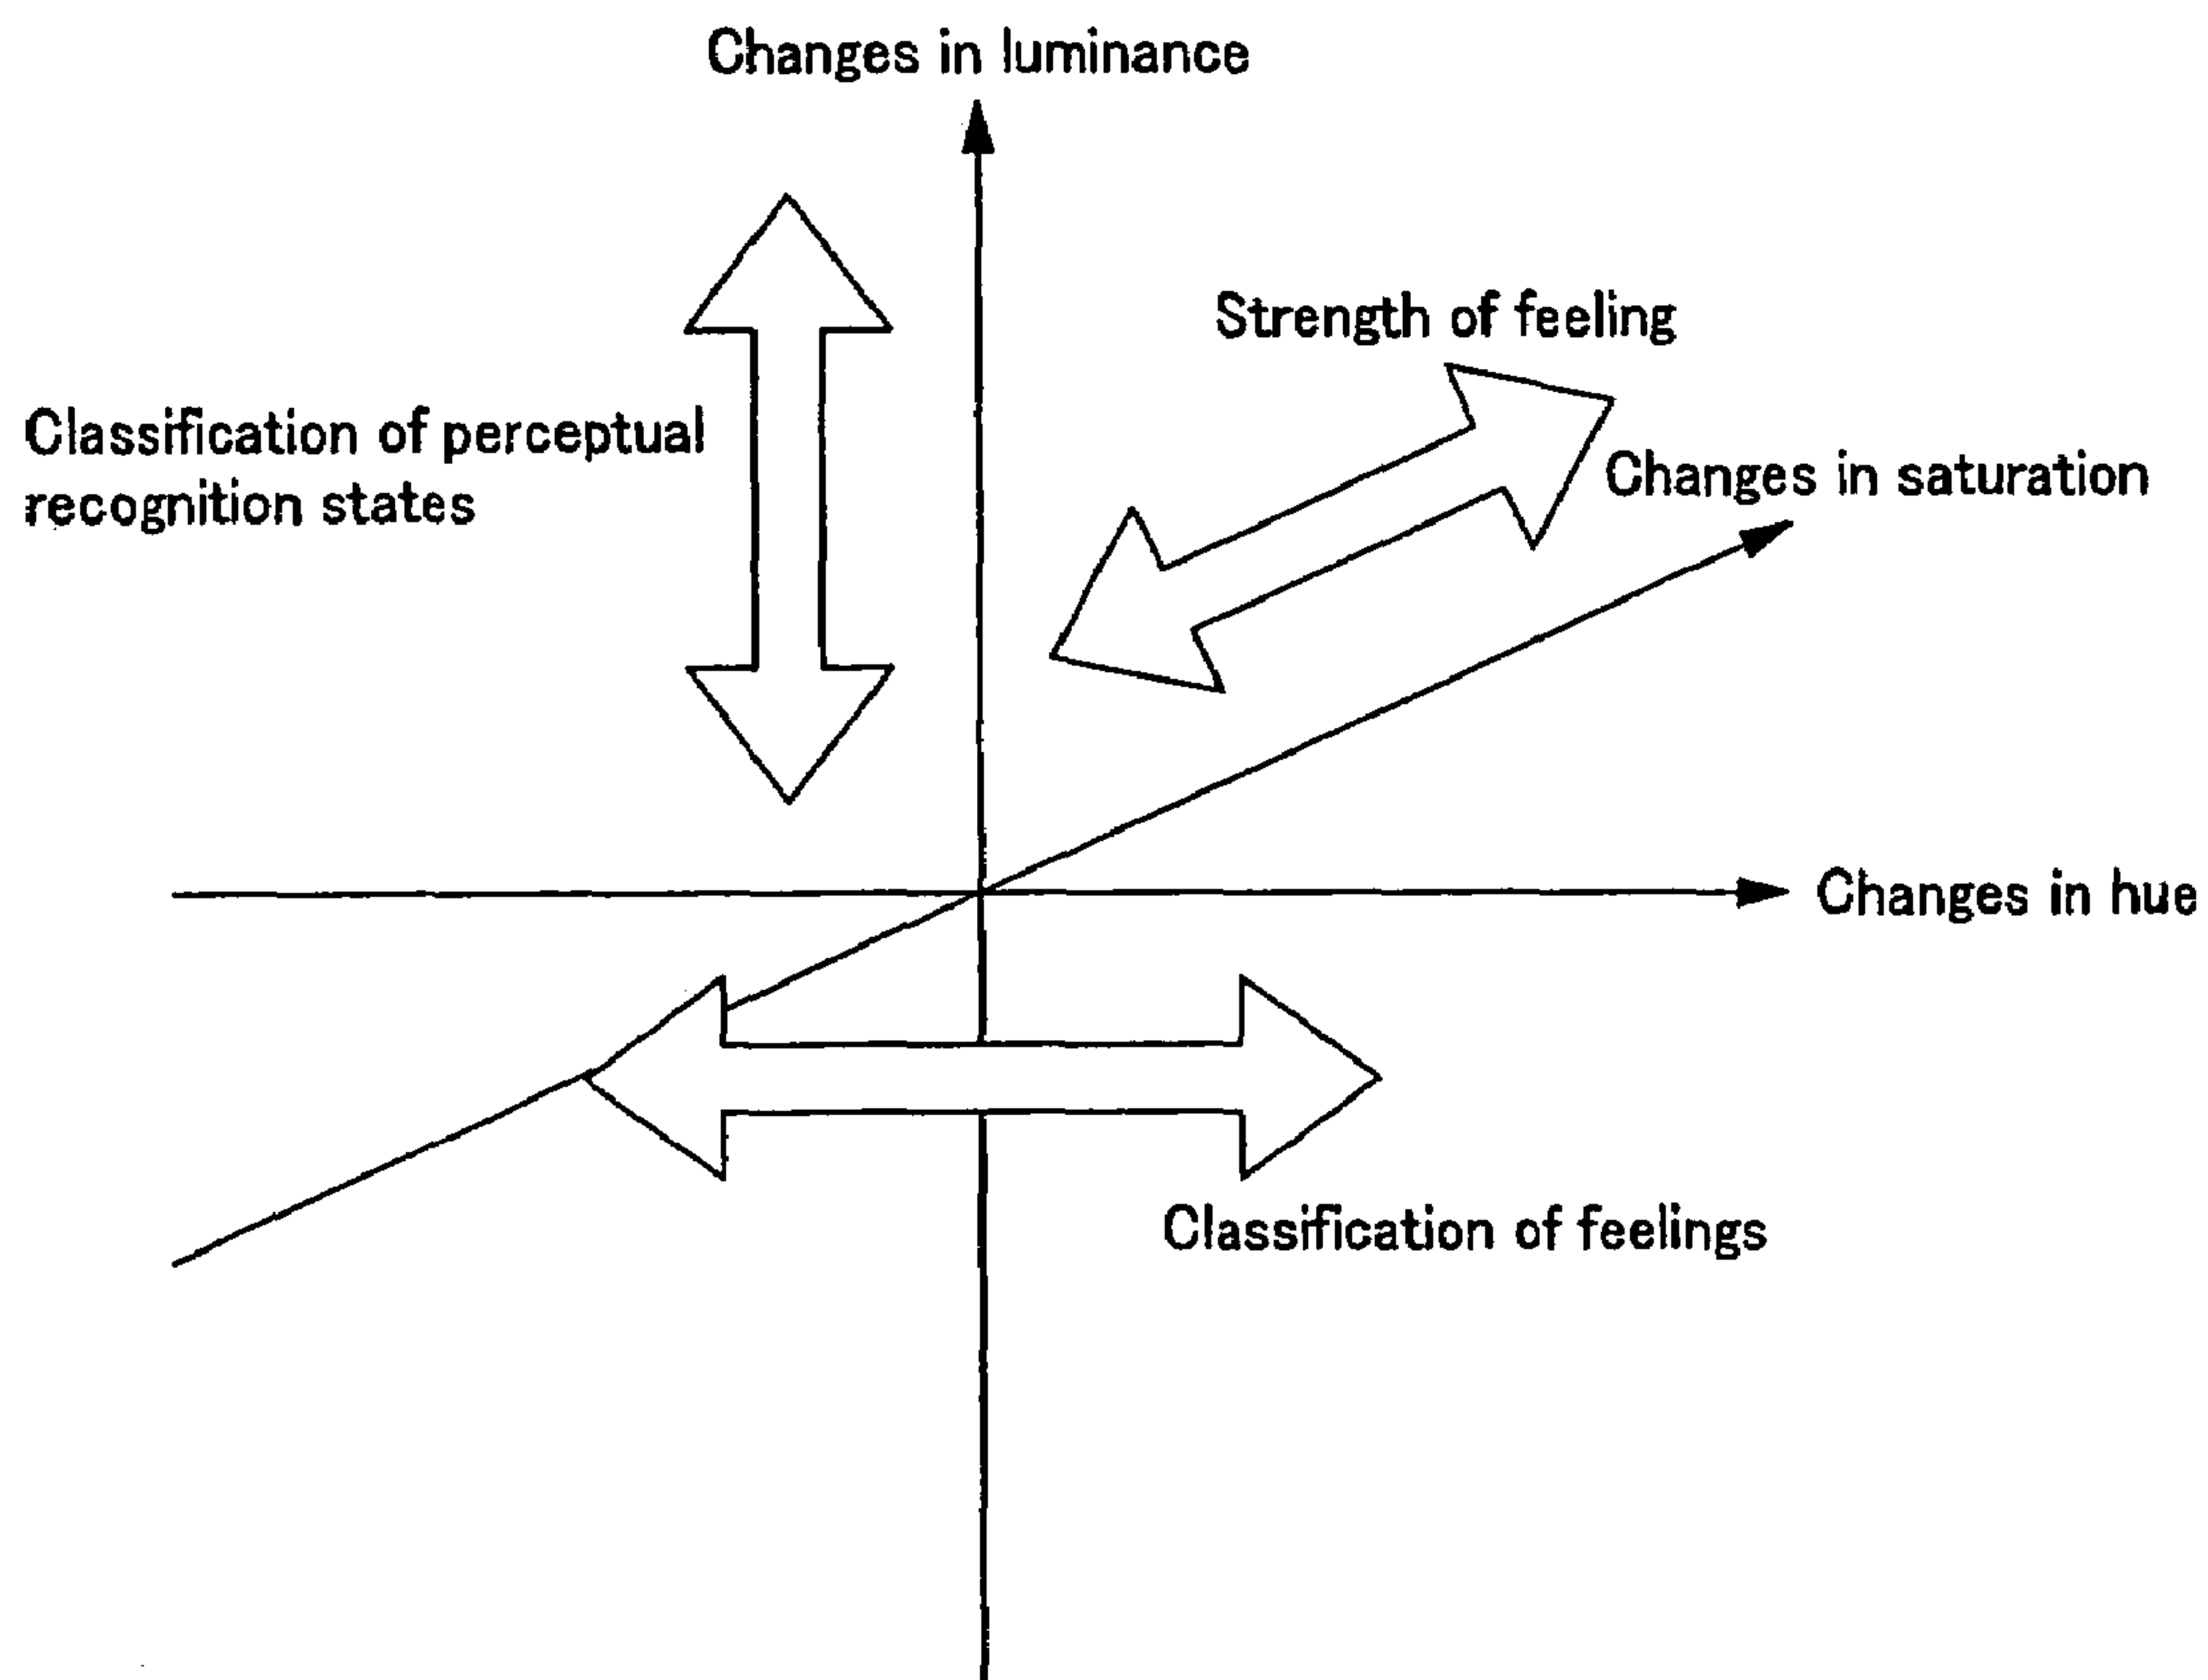 Changes in luminance
Strength of feeling
Classification of perceptual
recognition states
Changes in saturation
Changes in hue
Classification of feelings